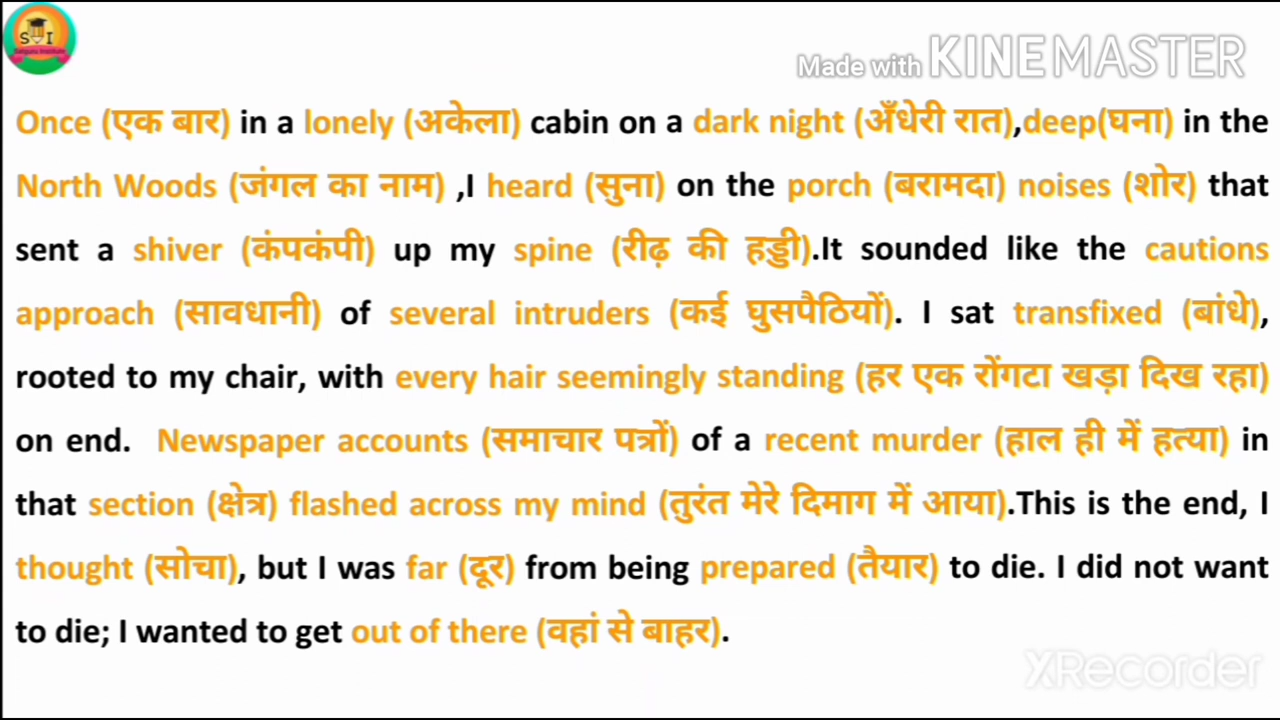 S I
Satguru Institute
Made with KINEMASTER
Once (एक बार) in a lonely (अकेला) cabin on a dark night (अँधेरी रात),deep(घना) in the
North Woods (जंगल का नाम) ,I heard (सुना) on the porch (बरामदा) noises (शोर) that
sent a shiver (कंपकंपी) up my spine (रीढ़ की हड्डी).It sounded like the cautions
approach (सावधानी) of several intruders (कई घुसपैठियों). I sat transfixed (बांधे),
rooted to my chair, with every hair seemingly standing (हर एक रोंगटा खड़ा दिख रहा)
on end. Newspaper accounts (समाचार पत्रों) of a recent murder (हाल ही में हत्या) in
that section (क्षेत्र) flashed across my mind (तुरंत मेरे दिमाग में आया).This is the end, I
thought (सोचा), but I was far (दूर) from being prepared (तैयार) to die. I did not want
to die; I wanted to get out of there (वहां से बाहर).
XRecorder